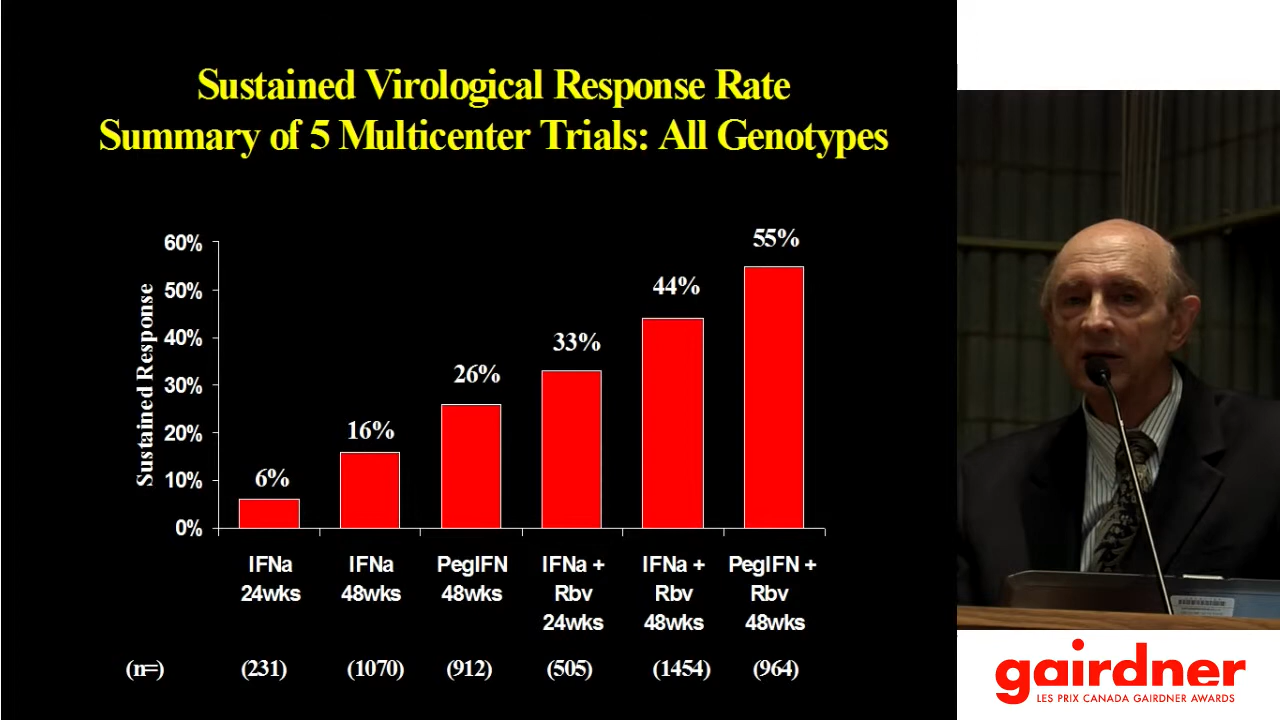 Sustained Virological Response Rate
Summary of 5 Multicenter Trials: All Genotypes
Sustained Response
60%
50%
40%
30%
20%
10%
0%
6%
16%
26%
33%
44%
55%
IFNa
24wks
IFNa
48wks
PegIFN
48wks
IFNa +
Rbv
24wks
IFNa +
Rbv
48wks
PegIFN +
Rbv
48wks
(n=) (231) (1070) (912) (505) (1454) (964)
gairdner
LES PRIX CANADA GAIRDNER AWARDS